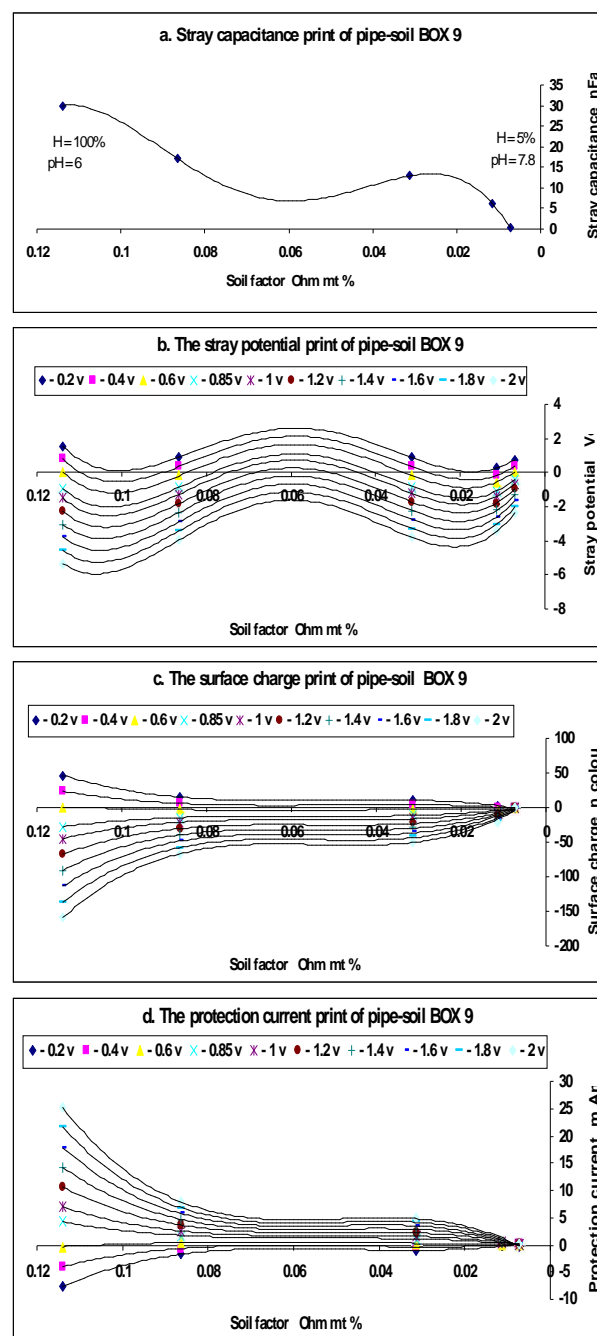 a. Stray capacitance print of pipe-soil BOX 9
35
30
25
20
15
10
5
0
H=100%
pH=6
H=5%
pH=7.8
0.12 0.1 0.08 0.06 0.04 0.02 0
Soil factor Ohm mt %
Stray capacitance nFa
b. The stray potential print of pipe-soil BOX 9
- 0.2 v - 0.4 v - 0.6 v - 0.85 v - 1 v - 1.2 v - 1.4 v - 1.6 v - 1.8 v - 2 v
4
2
0
-2
-4
-6
-8
0.12 0.1 0.08 0.06 0.04 0.02 0
Soil factor Ohm mt %
Stray potential
c. The surface charge print of pipe-soil BOX 9
- 0.2 v - 0.4 v - 0.6 v - 0.85 v - 1 v - 1.2 v - 1.4 v - 1.6 v - 1.8 v - 2 v
100
50
0
-50
-100
-150
-200
0.12 0.1 0.08 0.06 0.04 0.02 0
Soil factor Ohm mt %
Surface charge n colou
d. The protection current print of pipe-soil BOX 9
- 0.2 v - 0.4 v - 0.6 v - 0.85 v - 1 v - 1.2 v - 1.4 v - 1.6 v - 1.8 v - 2 v
30
25
20
15
10
5
0
-5
-10
0.12 0.1 0.08 0.06 0.04 0.02 0
Soil factor Ohm mt %
Protection current m